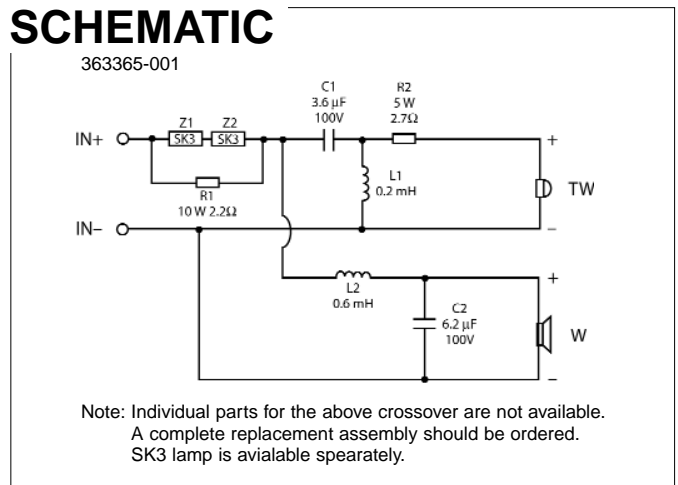 SCHEMATIC
363365-001
C1
3.6 μF
100V
R2
5 W
2.7Ω
Z1
Z2
IN+
SK3
SK3
+
R1
10 W 2.2Ω
L1
0.2 mH
TW
IN–
–
L2
0.6 mH
+
C2
6.2 μF
100V
W
–
Note: Individual parts for the above crossover are not available.
A complete replacement assembly should be ordered.
SK3 lamp is avialable spearately.